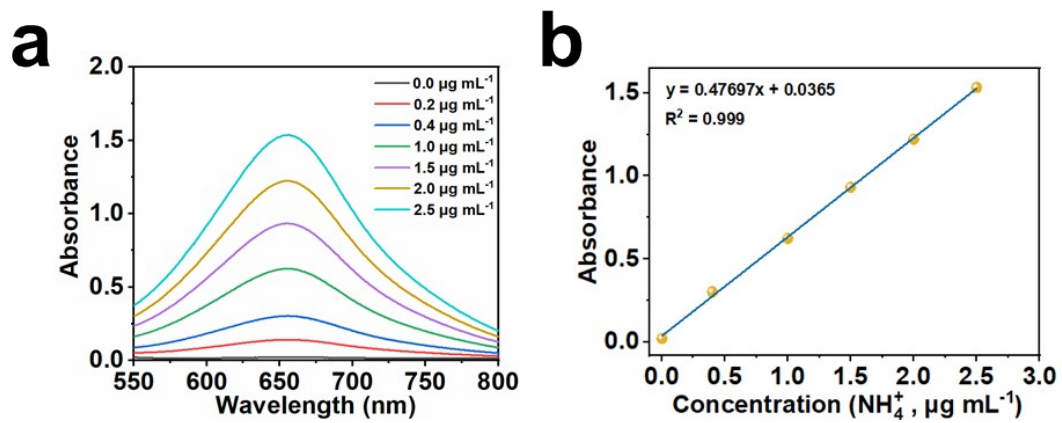 a
2.0
1.5
1.0
0.5
0.0
Absorbance
0.0 µg mL⁻¹
0.2 µg mL⁻¹
0.4 µg mL⁻¹
1.0 µg mL⁻¹
1.5 µg mL⁻¹
2.0 µg mL⁻¹
2.5 µg mL⁻¹
550 600 650 700 750 800
Wavelength (nm)
b
y = 0.47697x + 0.0365
R² = 0.999
1.5
1.0
0.5
0.0
Absorbance
0.0 0.5 1.0 1.5 2.0 2.5 3.0
Concentration (NH₄⁺ , µg mL⁻¹)